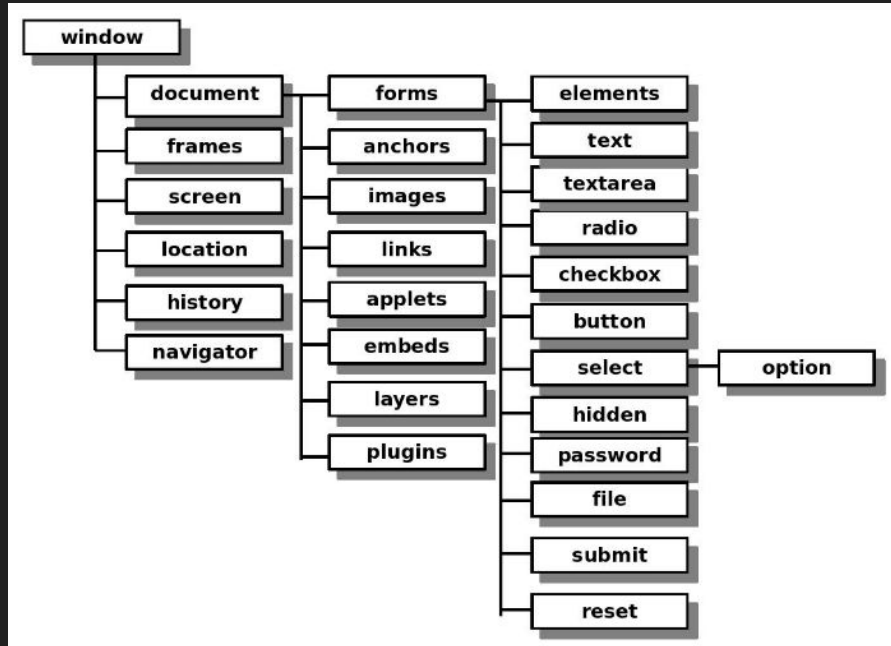 window
document
frames
screen
location
history
navigator
forms
anchors
images
links
applets
embeds
layers
plugins
elements
text
textarea
radio
checkbox
button
select
hidden
password
file
submit
reset
option